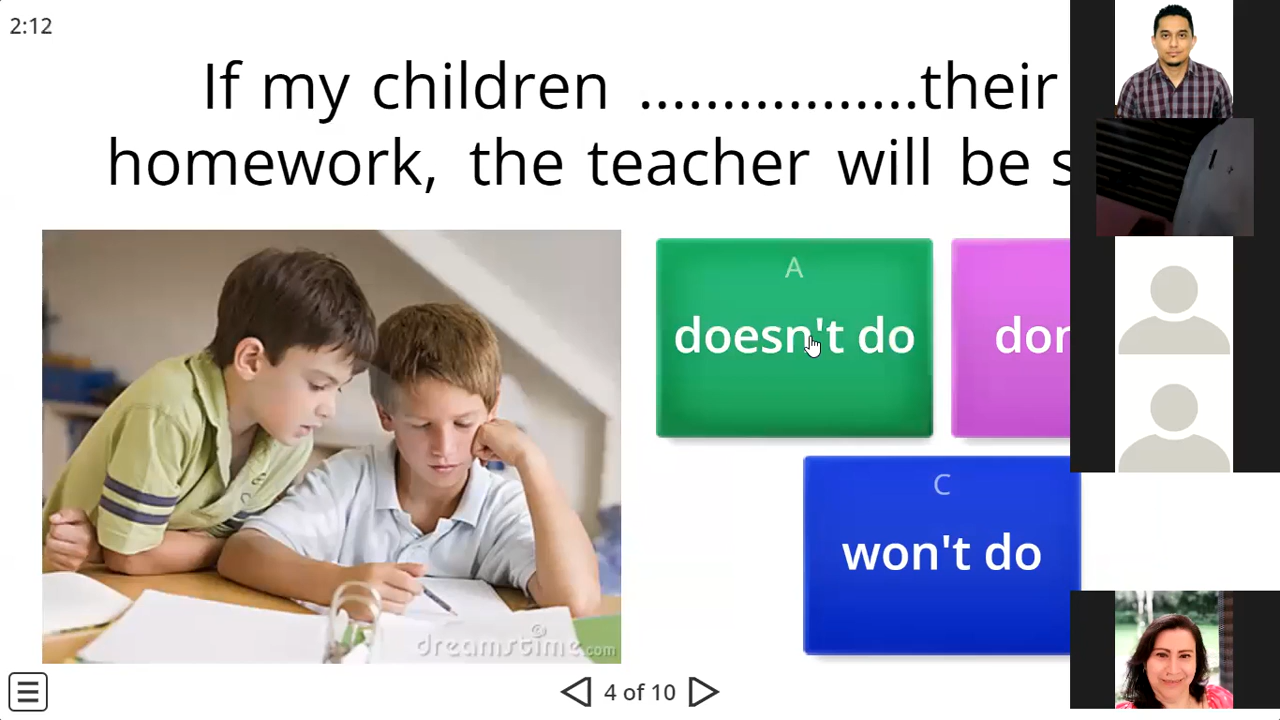 2:12
If my children .................their
homework, the teacher will be
A
doesn't do
C
won't do
dreamstime.com
4 of 10